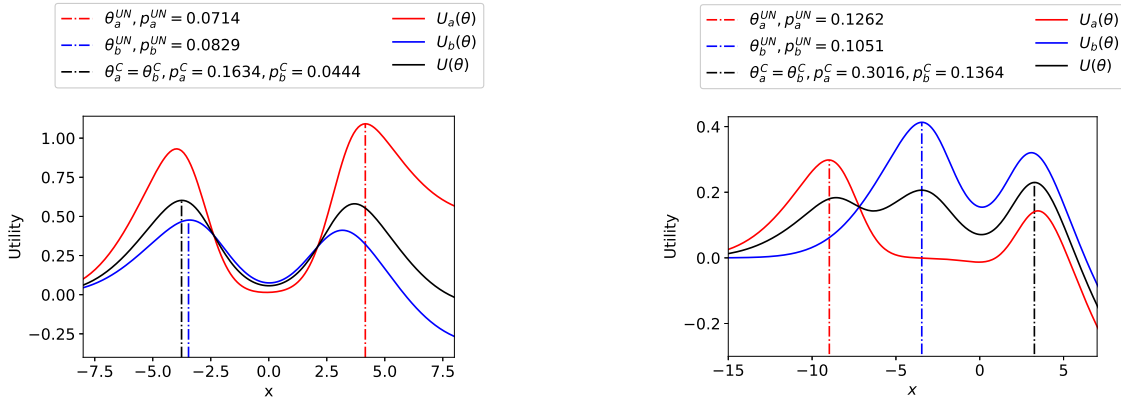 θ_a^{UN}, p_a^{UN} = 0.0714
θ_b^{UN}, p_b^{UN} = 0.0829
θ_a^C = θ_b^C, p_a^C = 0.1634, p_b^C = 0.0444
U_a(θ)
U_b(θ)
U(θ)
Utility
1.00
0.75
0.50
0.25
0.00
−0.25
−7.5 −5.0 −2.5 0.0 2.5 5.0 7.5
x
θ_a^{UN}, p_a^{UN} = 0.1262
θ_b^{UN}, p_b^{UN} = 0.1051
θ_a^C = θ_b^C, p_a^C = 0.3016, p_b^C = 0.1364
U_a(θ)
U_b(θ)
U(θ)
Utility
0.4
0.2
0.0
−0.2
−15 −10 −5 0 5
x